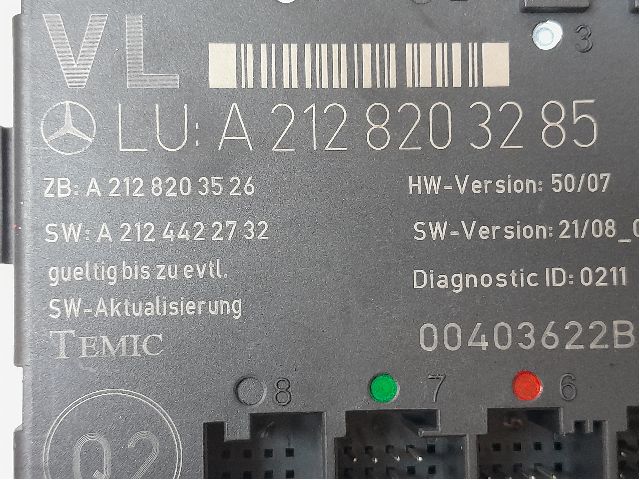 VL
3
LU: A 212 820 32 85
ZB: A 212 820 35 26
HW-Version: 50/07
SW: A 212 442 27 32
SW-Version: 21/08_0
gueltig bis zu evtl.
Diagnostic ID: 0211
SW-Aktualisierung
TEMIC
00403622B
8
7
6
Q2